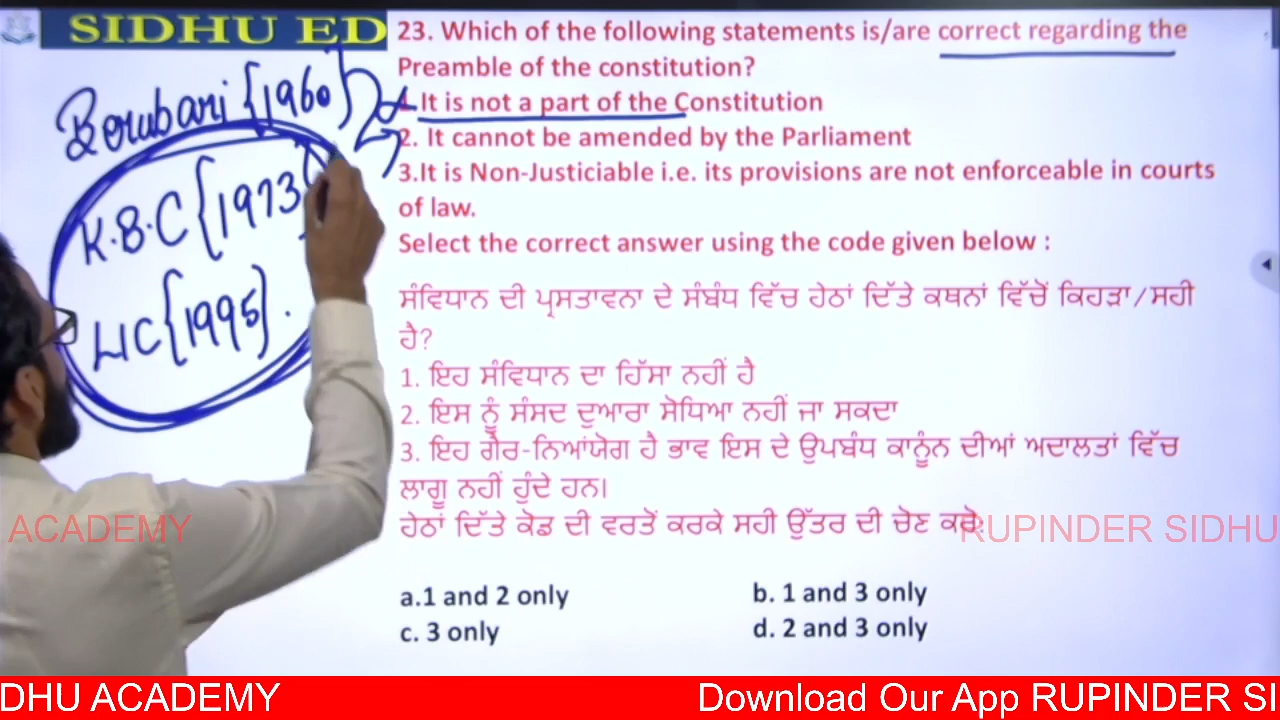 SIDHU ED
23. Which of the following statements is/are correct regarding the
Preamble of the constitution?
1.It is not a part of the Constitution
2. It cannot be amended by the Parliament
3.It is Non-Justiciable i.e. its provisions are not enforceable in courts
of law.
Select the correct answer using the code given below :
ਸੰਵਿਧਾਨ ਦੀ ਪ੍ਰਸਤਾਵਨਾ ਦੇ ਸੰਬੰਧ ਵਿੱਚ ਹੇਠਾਂ ਦਿੱਤੇ ਕਥਨਾਂ ਵਿੱਚੋਂ ਕਿਹੜਾ/ਸਹੀ
ਹੈ?
1. ਇਹ ਸੰਵਿਧਾਨ ਦਾ ਹਿੱਸਾ ਨਹੀਂ ਹੈ
2. ਇਸ ਨੂੰ ਸੰਸਦ ਦੁਆਰਾ ਸੋਧਿਆ ਨਹੀਂ ਜਾ ਸਕਦਾ
3. ਇਹ ਗੈਰ-ਨਿਆਂਯੋਗ ਹੈ ਭਾਵ ਇਸ ਦੇ ਉਪਬੰਧ ਕਾਨੂੰਨ ਦੀਆਂ ਅਦਾਲਤਾਂ ਵਿੱਚ
ਲਾਗੂ ਨਹੀਂ ਹੁੰਦੇ ਹਨ।
ਹੇਠਾਂ ਦਿੱਤੇ ਕੋਡ ਦੀ ਵਰਤੋਂ ਕਰਕੇ ਸਹੀ ਉੱਤਰ ਦੀ ਚੋਣ ਕਰੋ:
a.1 and 2 only
b. 1 and 3 only
c. 3 only
d. 2 and 3 only
Berubari {1960}
K.B.C {1973}
LIC {1995}.
ACADEMY
RUPINDER SIDHU
DHU ACADEMY
Download Our App RUPINDER SI